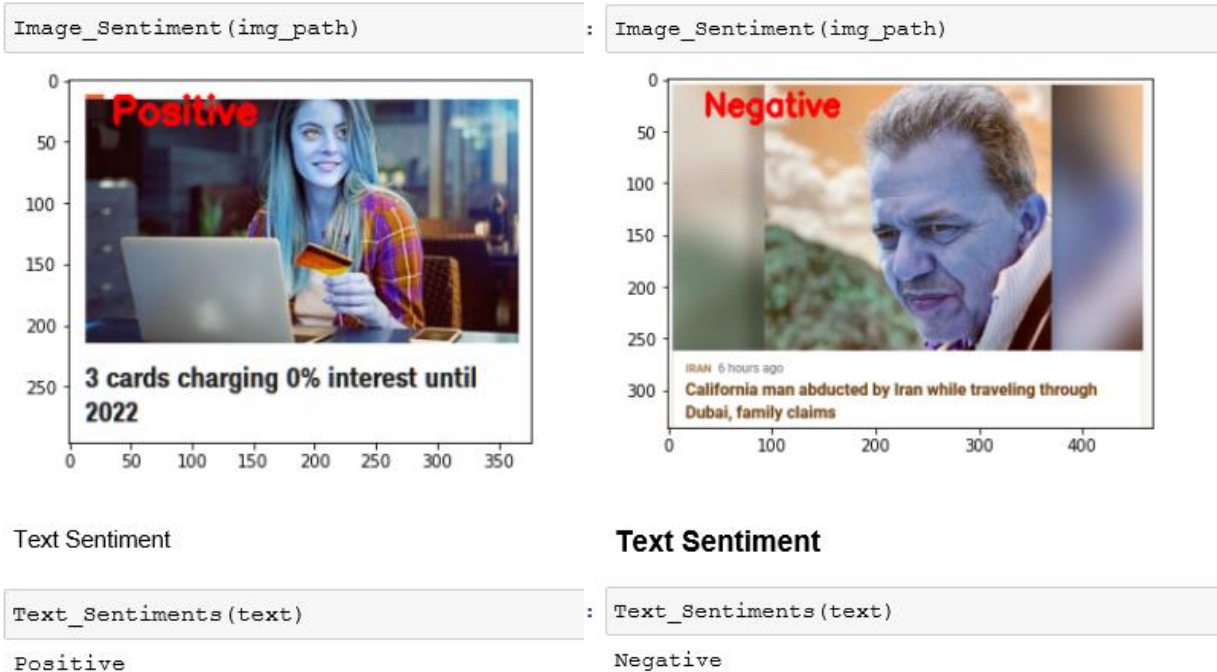 Image_Sentiment(img_path)
0
50
100
150
200
250
Positive
3 cards charging 0% interest until
2022
0 50 100 150 200 250 300 350
Text Sentiment
Text_Sentiments(text)
Positive
: Image_Sentiment(img_path)
0
50
100
150
200
250
300
Negative
IRAN 6 hours ago
California man abducted by Iran while traveling through
Dubai, family claims
0 100 200 300 400
Text Sentiment
: Text_Sentiments(text)
Negative